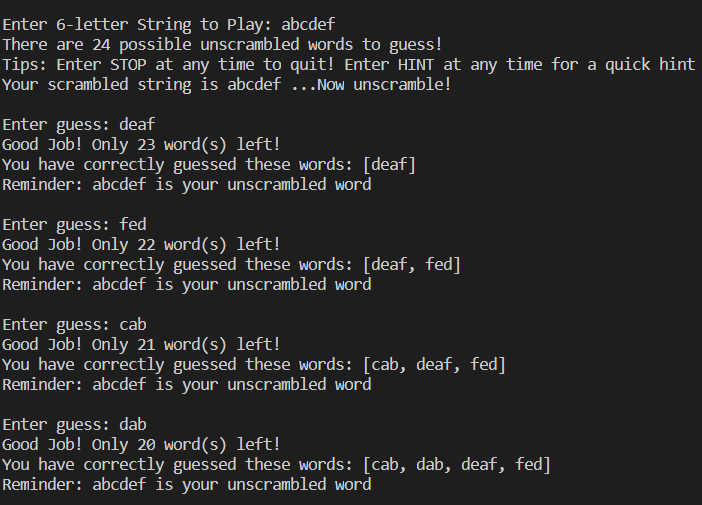 Enter 6-letter String to Play: abcdef
There are 24 possible unscrambled words to guess!
Tips: Enter STOP at any time to quit! Enter HINT at any time for a quick hint
Your scrambled string is abcdef ...Now unscramble!
Enter guess: deaf
Good Job! Only 23 word(s) left!
You have correctly guessed these words: [deaf]
Reminder: abcdef is your unscrambled word
Enter guess: fed
Good Job! Only 22 word(s) left!
You have correctly guessed these words: [deaf, fed]
Reminder: abcdef is your unscrambled word
Enter guess: cab
Good Job! Only 21 word(s) left!
You have correctly guessed these words: [cab, deaf, fed]
Reminder: abcdef is your unscrambled word
Enter guess: dab
Good Job! Only 20 word(s) left!
You have correctly guessed these words: [cab, dab, deaf, fed]
Reminder: abcdef is your unscrambled word